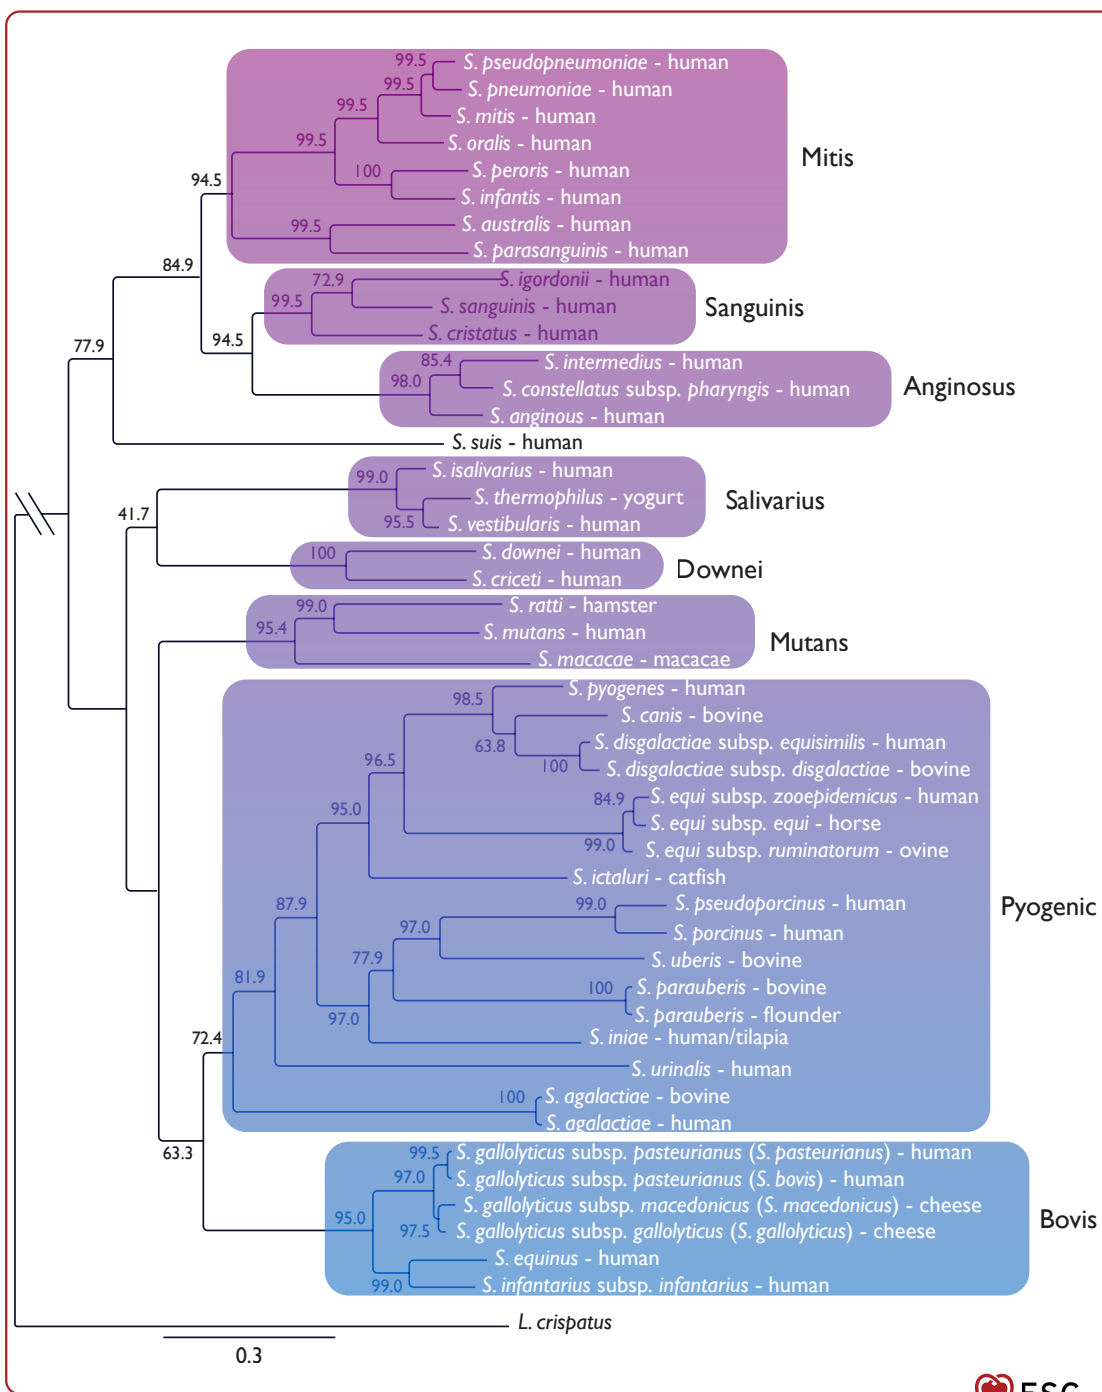 99.5
S. pseudopneumoniae - human
99.5
S. pneumoniae - human
99.5
S. mitis - human
99.5
S. oralis - human
100
S. peroris - human
S. infantis - human
94.5
99.5
S. australis - human
S. parasanguinis - human
Mitis
84.9
72.9
S. igordonii - human
99.5
S. sanguinis - human
S. cristatus - human
Sanguinis
94.5
77.9
85.4
S. intermedius - human
98.0
S. constellatus subsp. pharyngis - human
S. anginous - human
Anginosus
S. suis - human
99.0
S. isalivarius - human
S. thermophilus - yogurt
95.5
S. vestibularis - human
Salivarius
41.7
100
S. downei - human
S. criceti - human
Downei
99.0
S. ratti - hamster
95.4
S. mutans - human
S. macacae - macacae
Mutans
98.5
S. pyogenes - human
S. canis - bovine
63.8
S. disgalactiae subsp. equisimilis - human
100
S. disgalactiae subsp. disgalactiae - bovine
96.5
84.9
S. equi subsp. zooepidemicus - human
95.0
S. equi subsp. equi - horse
99.0
S. equi subsp. ruminatorum - ovine
S. ictaluri - catfish
87.9
99.0
S. pseudoporcinus - human
97.0
S. porcinus - human
Pyogenic
77.9
S. uberis - bovine
81.9
100
S. parauberis - bovine
97.0
S. parauberis - flounder
S. iniae - human/tilapia
72.4
S. urinalis - human
100
S. agalactiae - bovine
S. agalactiae - human
63.3
99.5
S. gallolyticus subsp. pasteurianus (S. pasteurianus) - human
97.0
S. gallolyticus subsp. pasteurianus (S. bovis) - human
S. gallolyticus subsp. macedonicus (S. macedonicus) - cheese
95.0
97.5
S. gallolyticus subsp. gallolyticus (S. gallolyticus) - cheese
Bovis
S. equinus - human
99.0
S. infantarius subsp. infantarius - human
L. crispatus
0.3
ESC